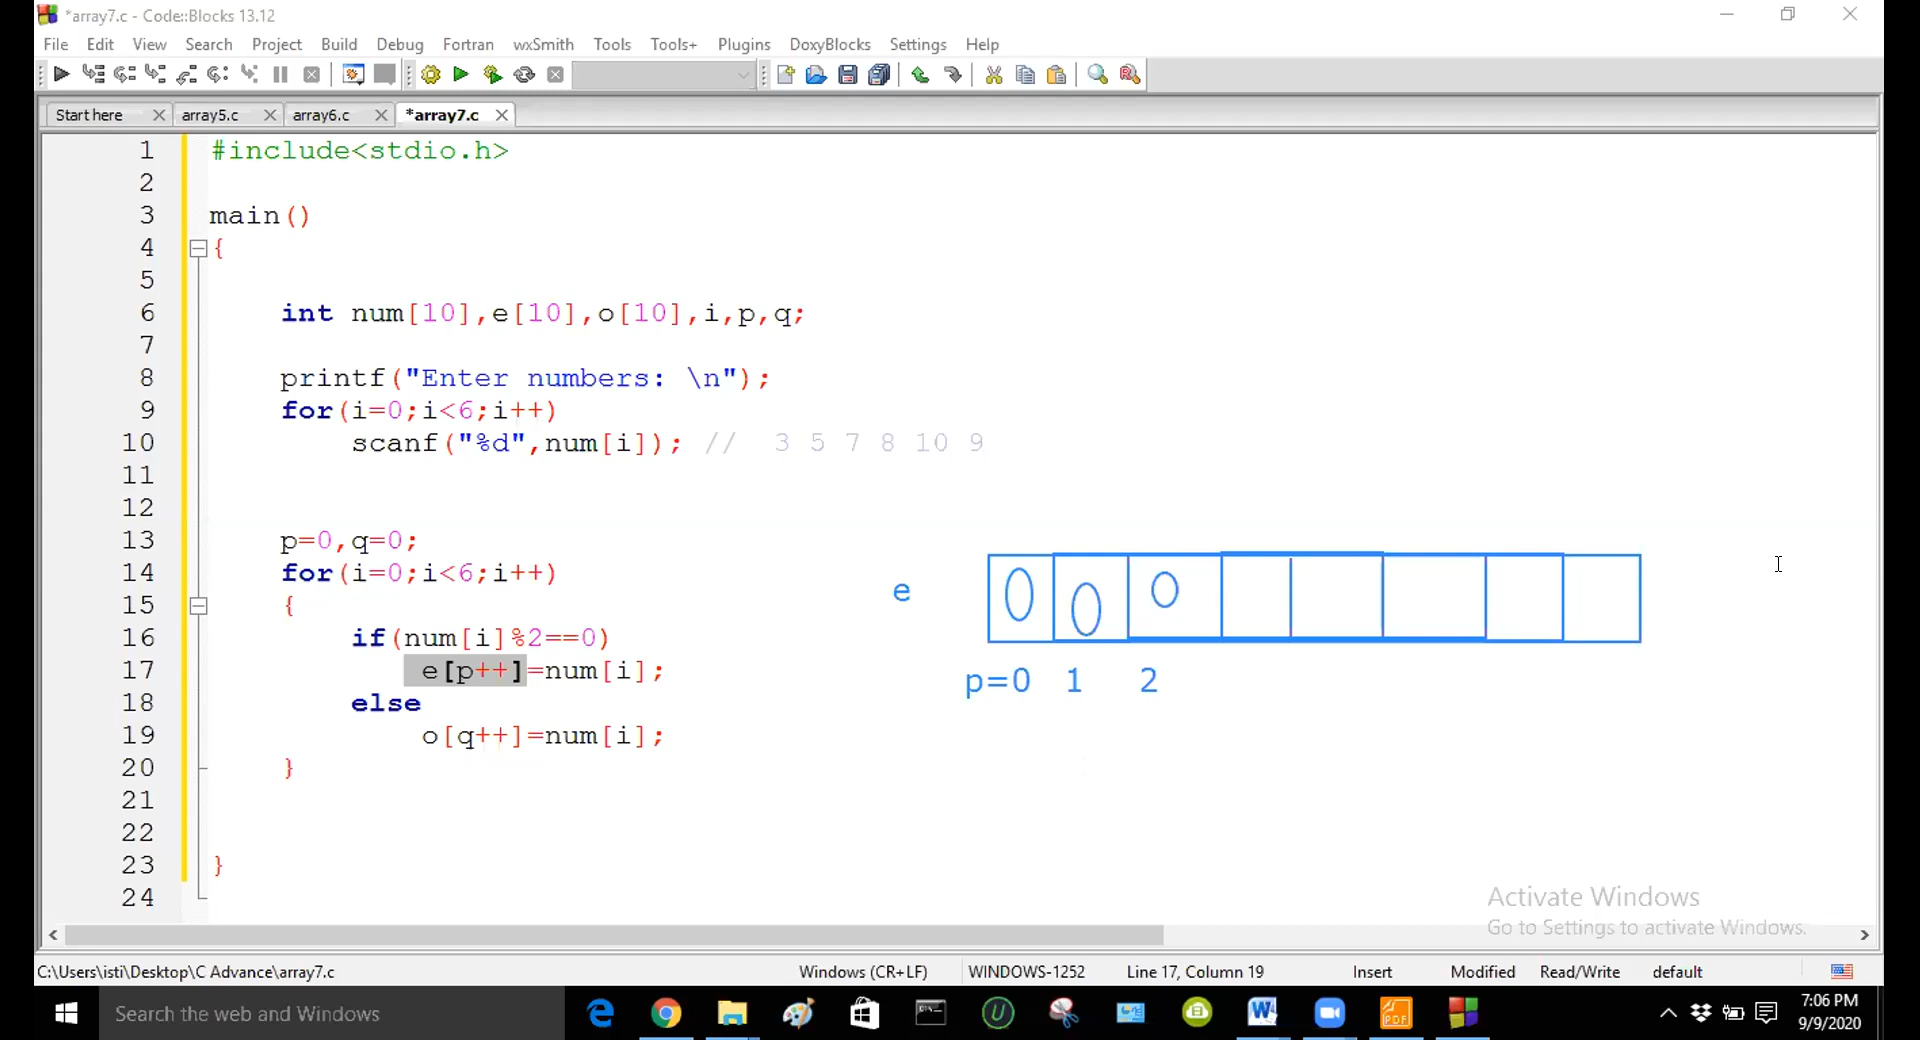 *array7.c - Code::Blocks 13.12
File Edit View Search Project Build Debug Fortran wxSmith Tools Tools+ Plugins DoxyBlocks Settings Help
Start here array5.c array6.c *array7.c
1 #include<stdio.h>
2
3 main()
4 {
5
6 int num[10],e[10],o[10],i,p,q;
7
8 printf("Enter numbers: \n");
9 for(i=0;i<6;i++)
10 scanf("%d",num[i]); // 3 5 7 8 10 9
11
12
13 p=0,q=0;
14 for(i=0;i<6;i++)
15 {
16 if(num[i]%2==0)
17 e[p++]=num[i];
18 else
19 o[q++]=num[i];
20 }
21
22
23 }
24
e 0 0 0
p=0 1 2
Activate Windows
Go to Settings to activate Windows.
C:\Users\isti\Desktop\C Advance\array7.c Windows (CR+LF) WINDOWS-1252 Line 17, Column 19 Insert Modified Read/Write default
Search the web and Windows
7:06 PM
9/9/2020